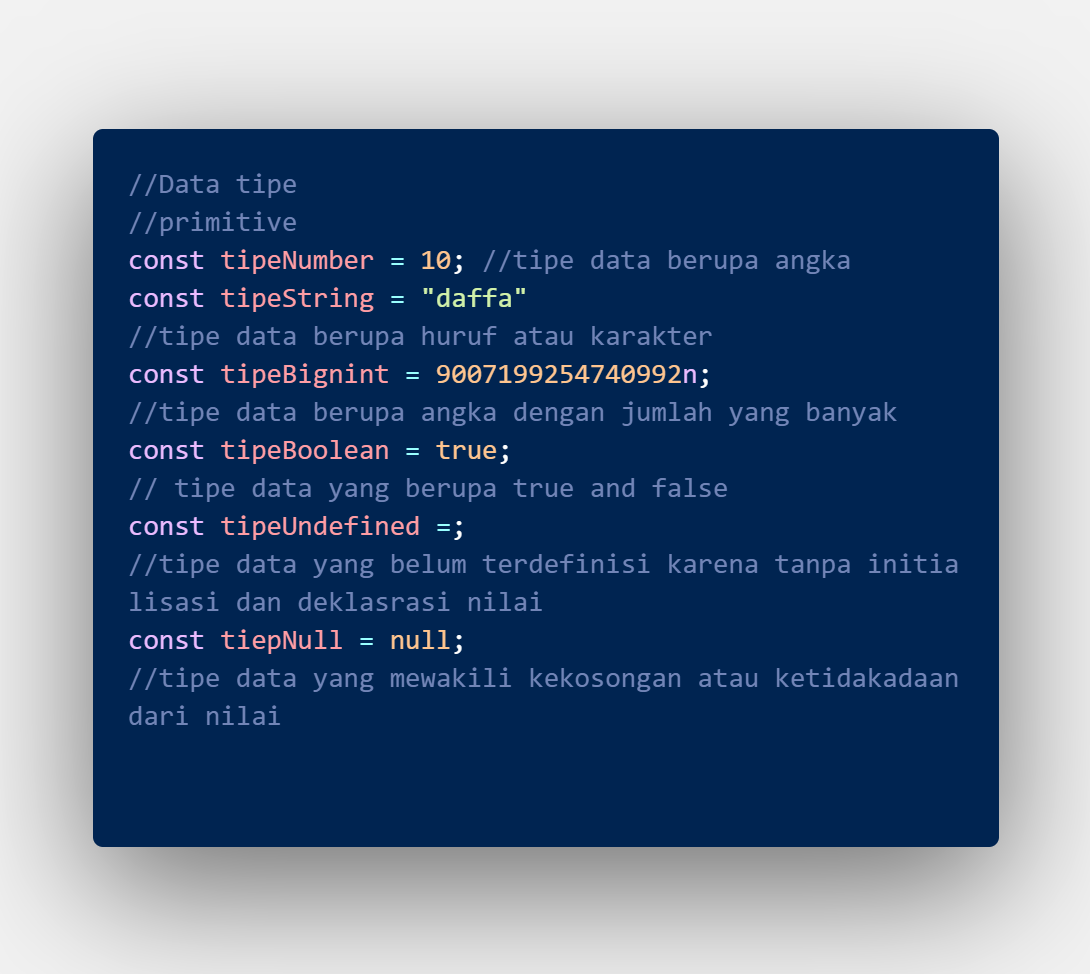 //Data tipe
//primitive
const tipeNumber = 10; //tipe data berupa angka
const tipeString = "daffa"
//tipe data berupa huruf atau karakter
const tipeBignint = 9007199254740992n;
//tipe data berupa angka dengan jumlah yang banyak
const tipeBoolean = true;
// tipe data yang berupa true and false
const tipeUndefined =;
//tipe data yang belum terdefinisi karena tanpa initia
lisasi dan deklasrasi nilai
const tiepNull = null;
//tipe data yang mewakili kekosongan atau ketidakadaan
dari nilai